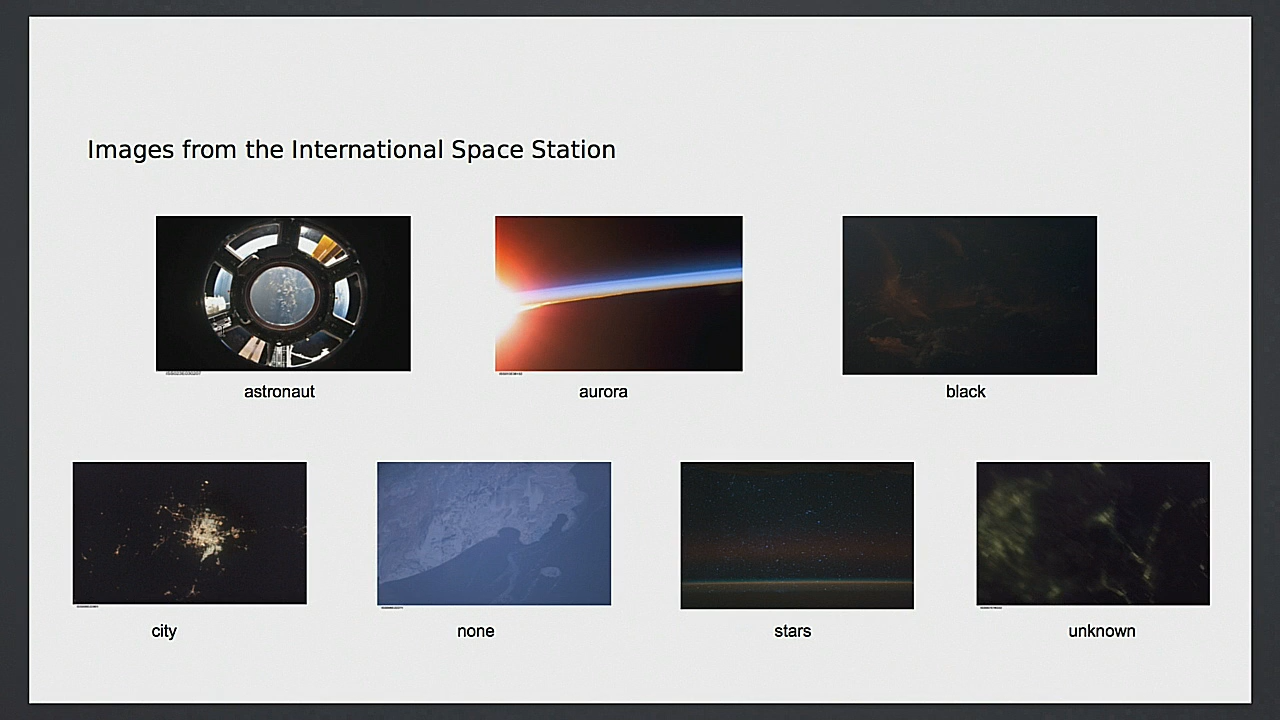 Images from the International Space Station
astronaut
aurora
black
city
none
stars
unknown